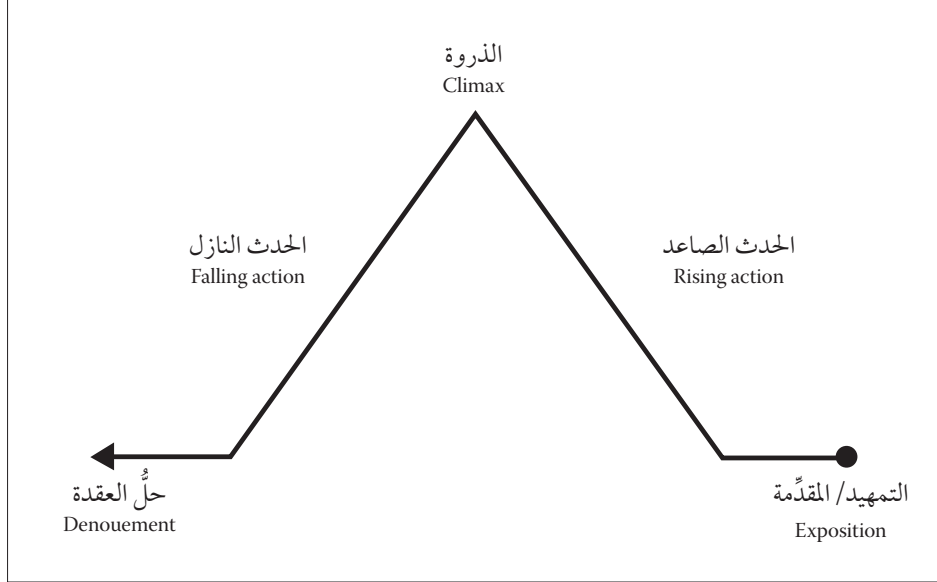 الذروة
Climax
الحدث الصاعد
Rising action
الحدث النازل
Falling action
التمهيد/ المقدِّمة
Exposition
حلُّ العقدة
Denouement